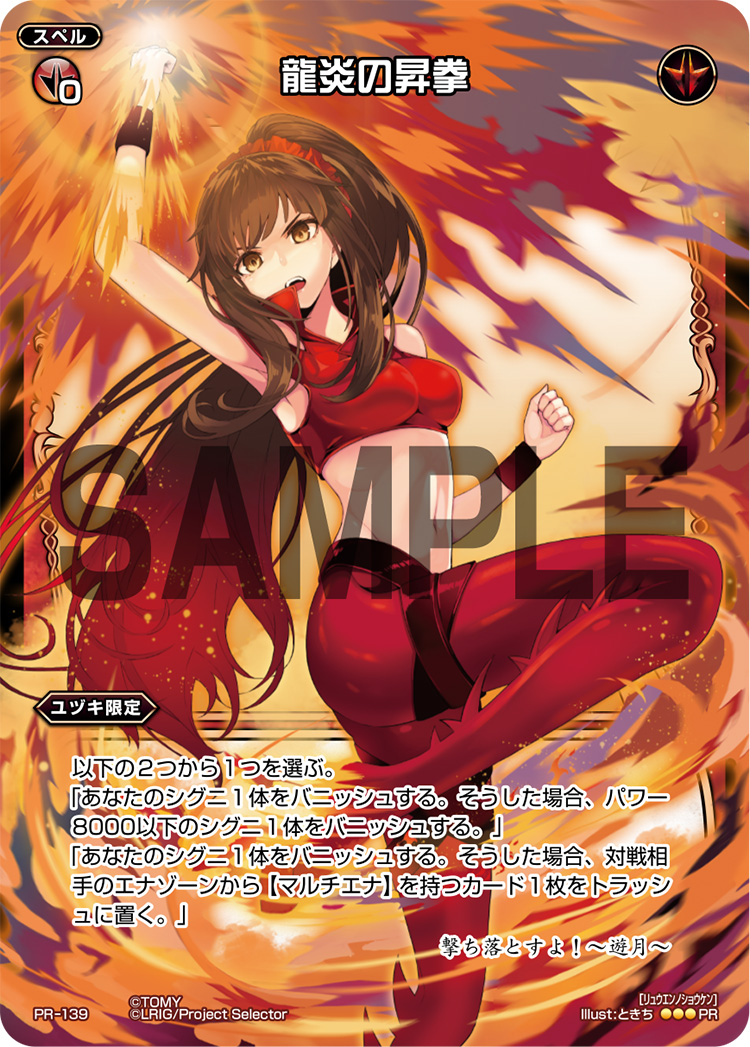 スペル
0
龍炎の昇拳
SAMPLE
ユヅキ限定
以下の2つから1つを選ぶ。
「あなたのシグニ1体をバニッシュする。そうした場合、パワー
8000以下のシグニ1体をバニッシュする。」
「あなたのシグニ1体をバニッシュする。そうした場合、対戦相
手のエナゾーンから【マルチエナ】を持つカード1枚をトラッシ
ュに置く。」
撃ち落とすよ!~遊月~
©TOMY
[リュウエンノショウケン]
PR-139
©LRIG/Project Selector
Illust:ときち
PR